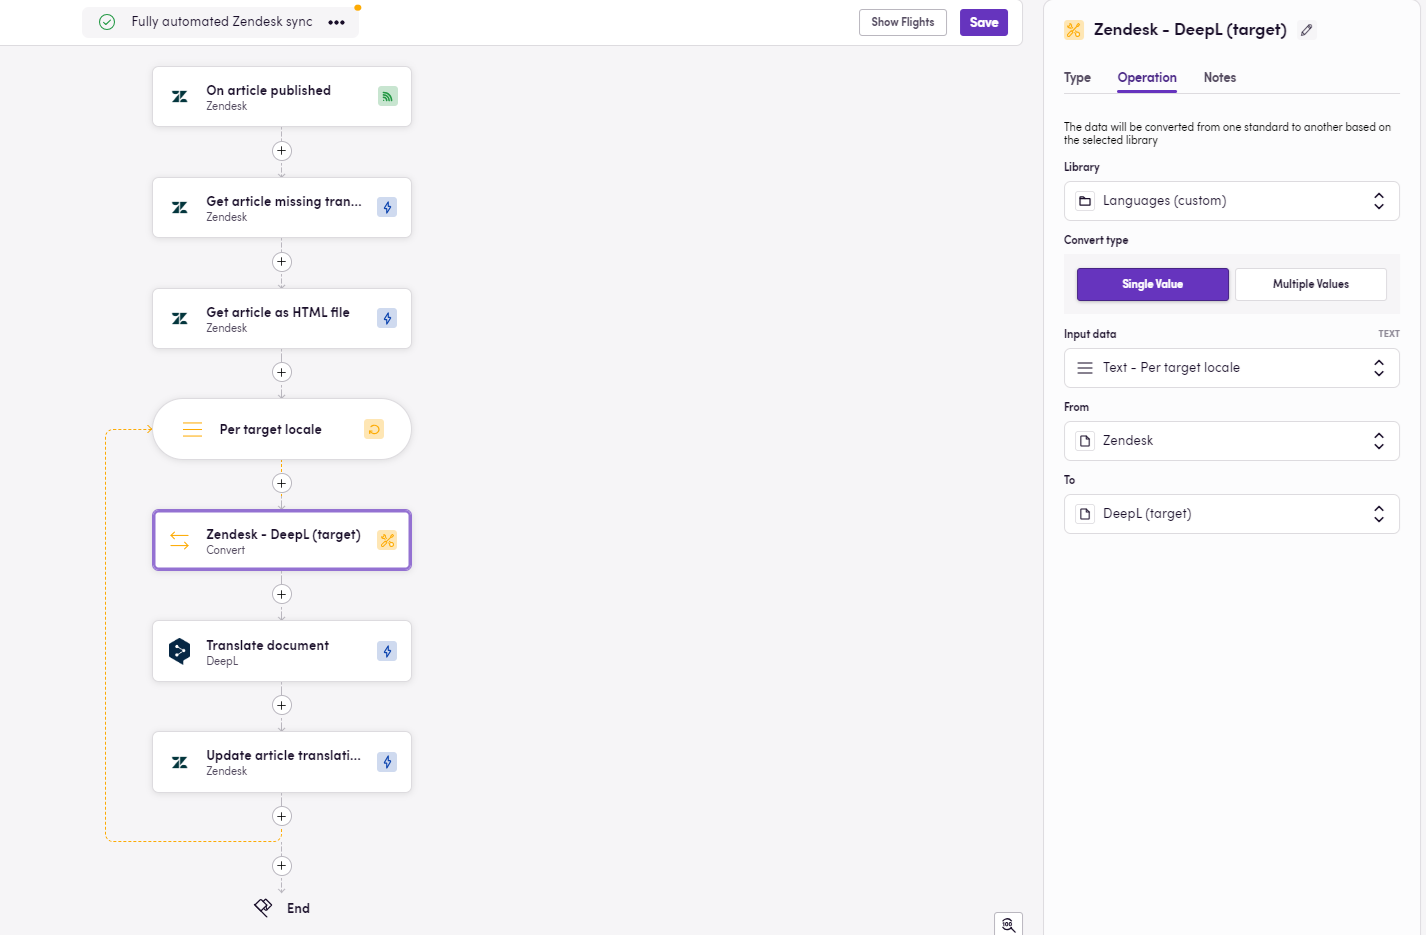 Fully automated Zendesk sync
Show Flights
Save
On article published
Zendesk
Get article missing tran...
Zendesk
Get article as HTML file
Zendesk
Per target locale
Zendesk - DeepL (target)
Convert
Translate document
DeepL
Update article translati...
Zendesk
End
Zendesk - DeepL (target)
Type
Operation
Notes
The data will be converted from one standard to another based on
the selected library
Library
Languages (custom)
Convert type
Single Value
Multiple Values
Input data
TEXT
Text - Per target locale
From
Zendesk
To
DeepL (target)